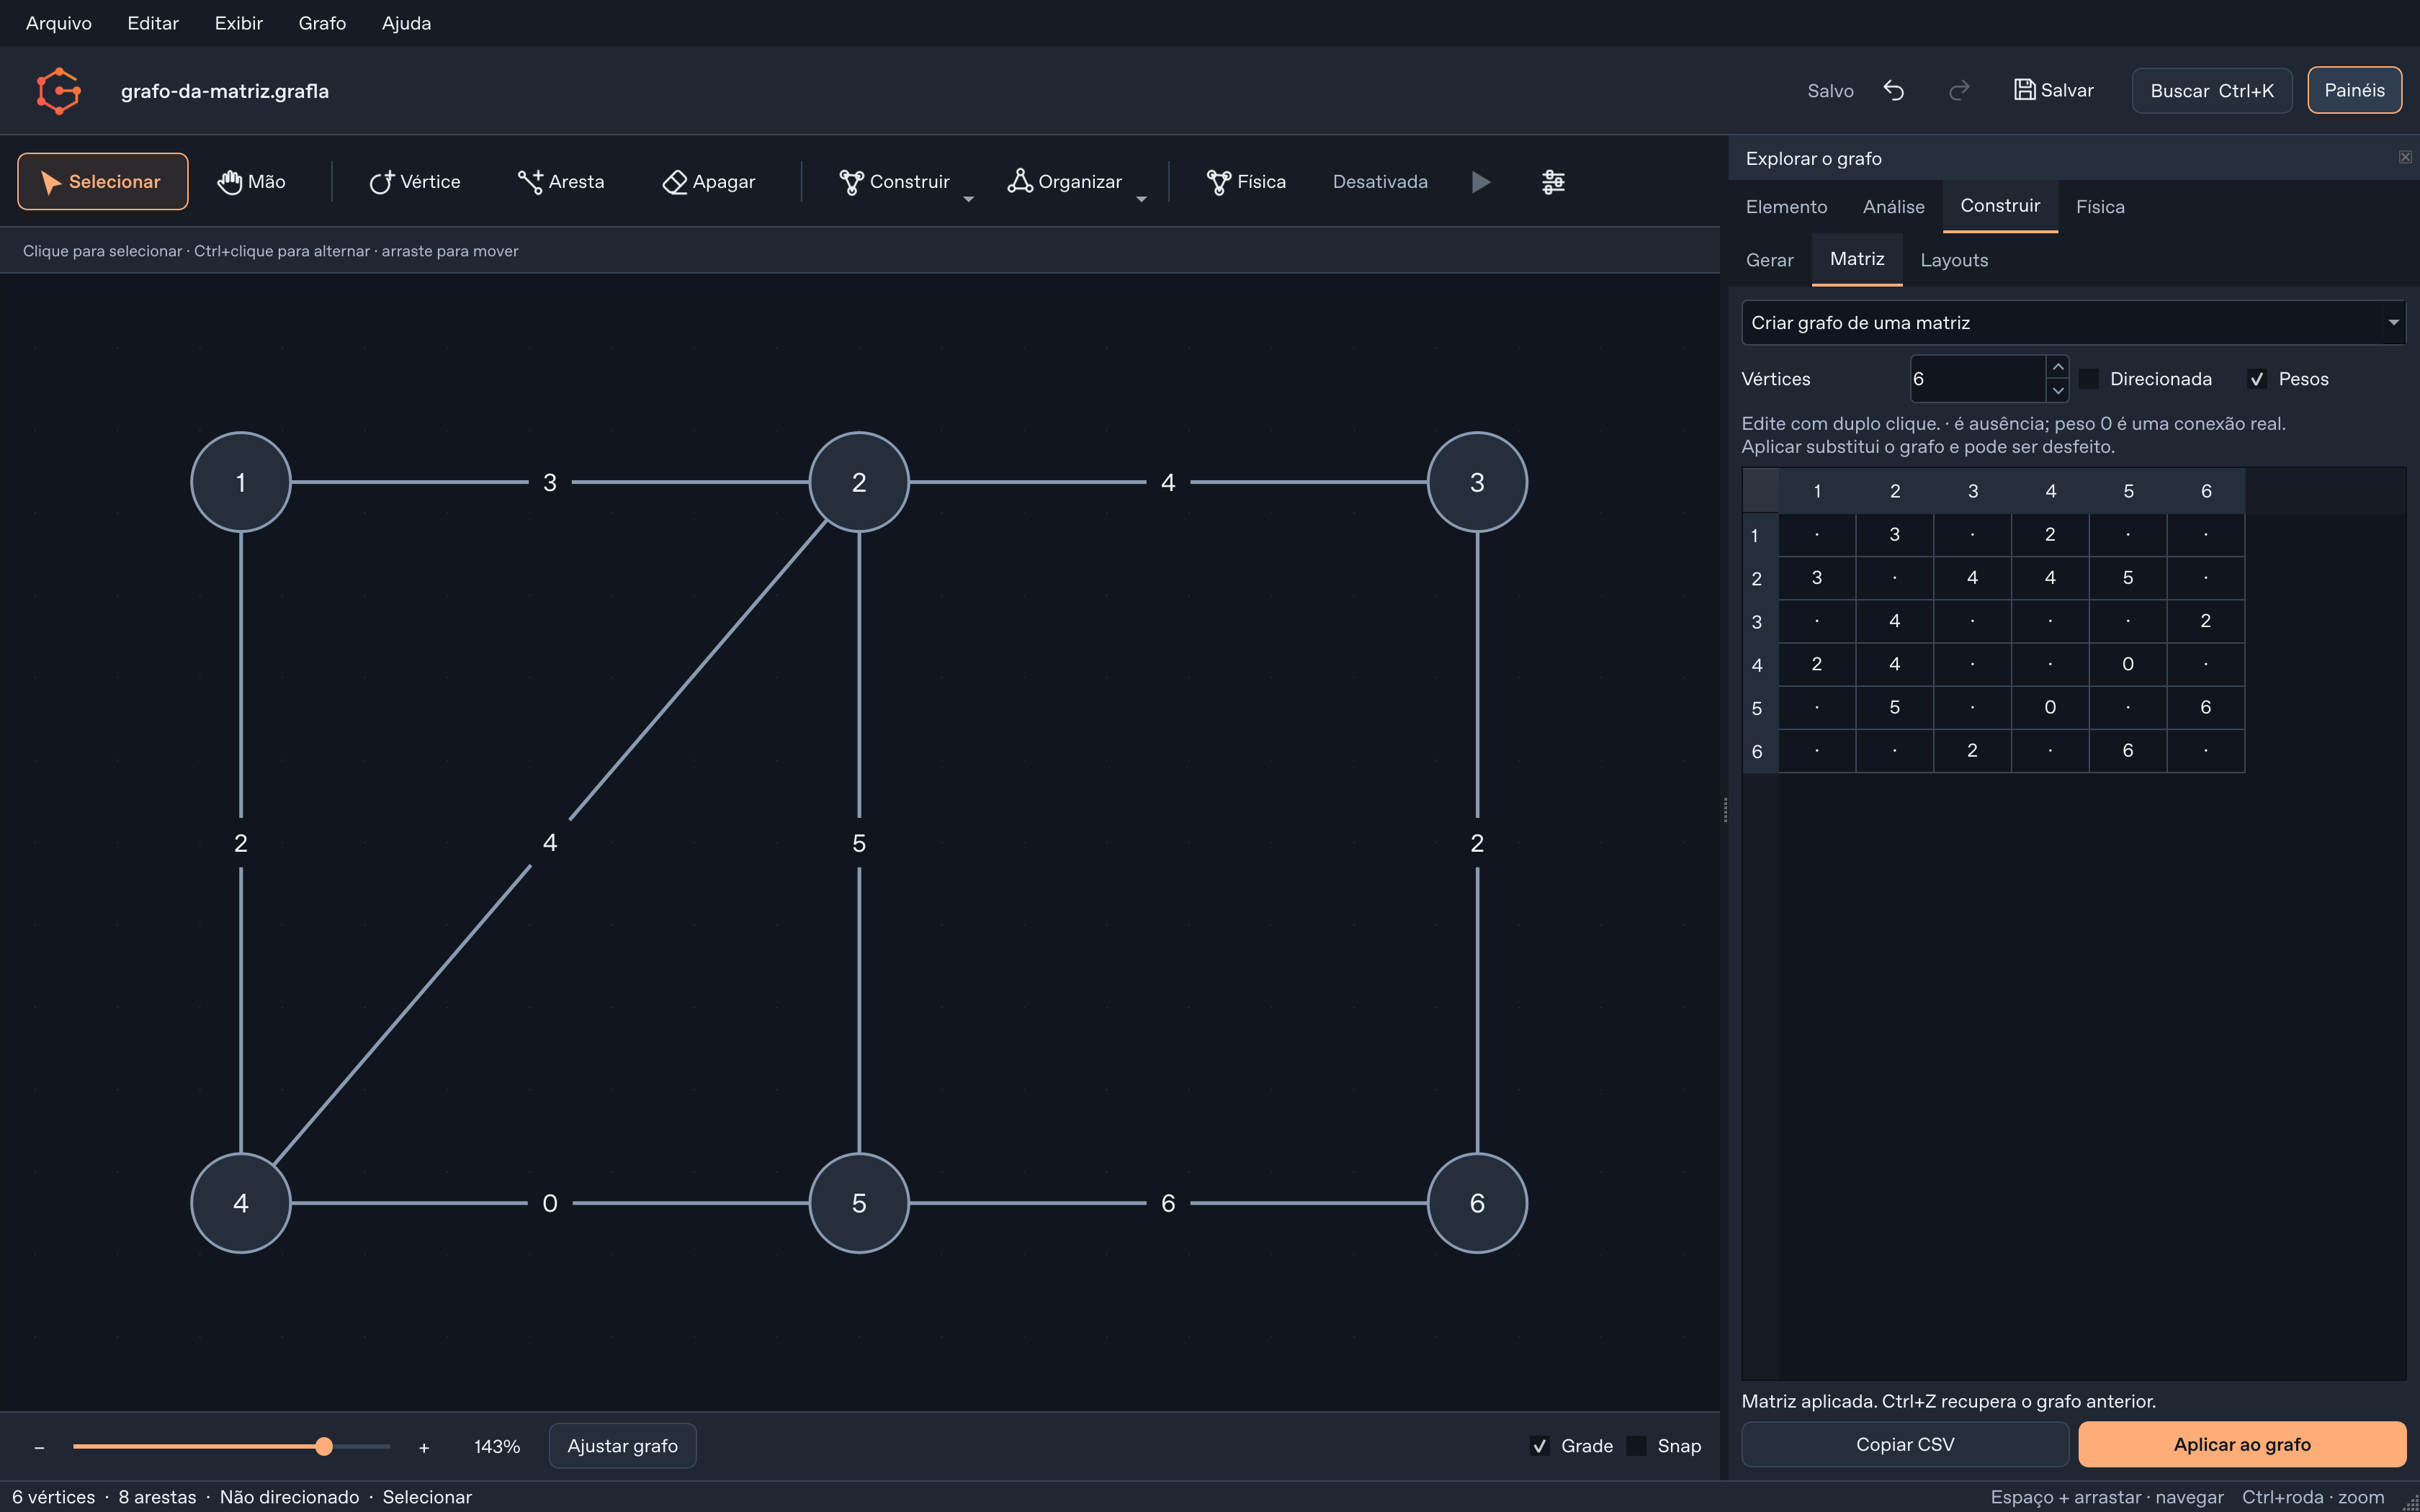 Arquivo Editar Exibir Grafo Ajuda
grafo-da-matriz.grafla
Salvo Salvar Buscar Ctrl+K Painéis
Selecionar Mão Vértice Aresta Apagar Construir Organizar Física Desativada
Clique para selecionar · Ctrl+clique para alternar · arraste para mover
1 3 2 4 3
2 4 5 2
4 0 5 6 6
− + 143% Ajustar grafo Grade Snap
Explorar o grafo
Elemento Análise Construir Física
Gerar Matriz Layouts
Criar grafo de uma matriz
Vértices 6 Direcionada Pesos
Edite com duplo clique. · é ausência; peso 0 é uma conexão real.
Aplicar substitui o grafo e pode ser desfeito.
1 2 3 4 5 6
1 · 3 · 2 · ·
2 3 · 4 4 5 ·
3 · 4 · · · 2
4 2 4 · · 0 ·
5 · 5 · 0 · 6
6 · · 2 · 6 ·
Matriz aplicada. Ctrl+Z recupera o grafo anterior.
Copiar CSV Aplicar ao grafo
6 vértices · 8 arestas · Não direcionado · Selecionar
Espaço + arrastar · navegar Ctrl+roda · zoom